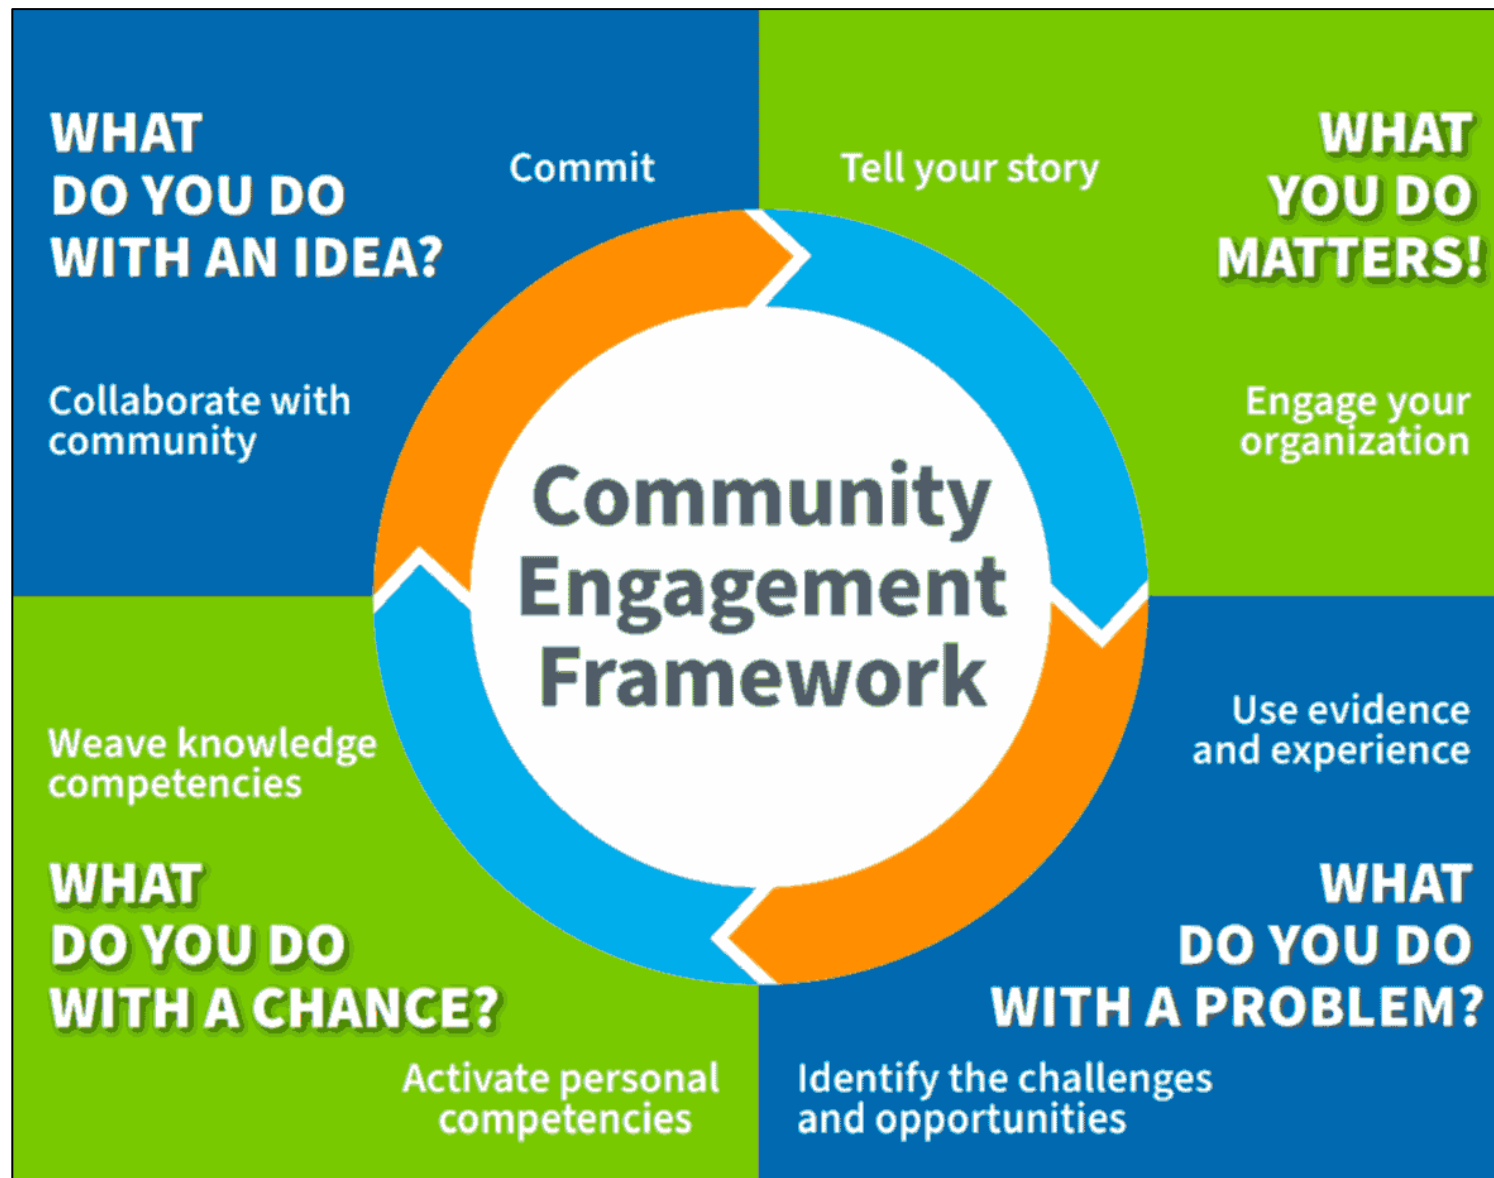 WHAT
DO YOU DO
WITH AN IDEA?
Commit
Collaborate with
community
Tell your story
WHAT
YOU DO
MATTERS!
Engage your
organization
Community
Engagement
Framework
Weave knowledge
competencies
WHAT
DO YOU DO
WITH A CHANCE?
Activate personal
competencies
Use evidence
and experience
WHAT
DO YOU DO
WITH A PROBLEM?
Identify the challenges
and opportunities